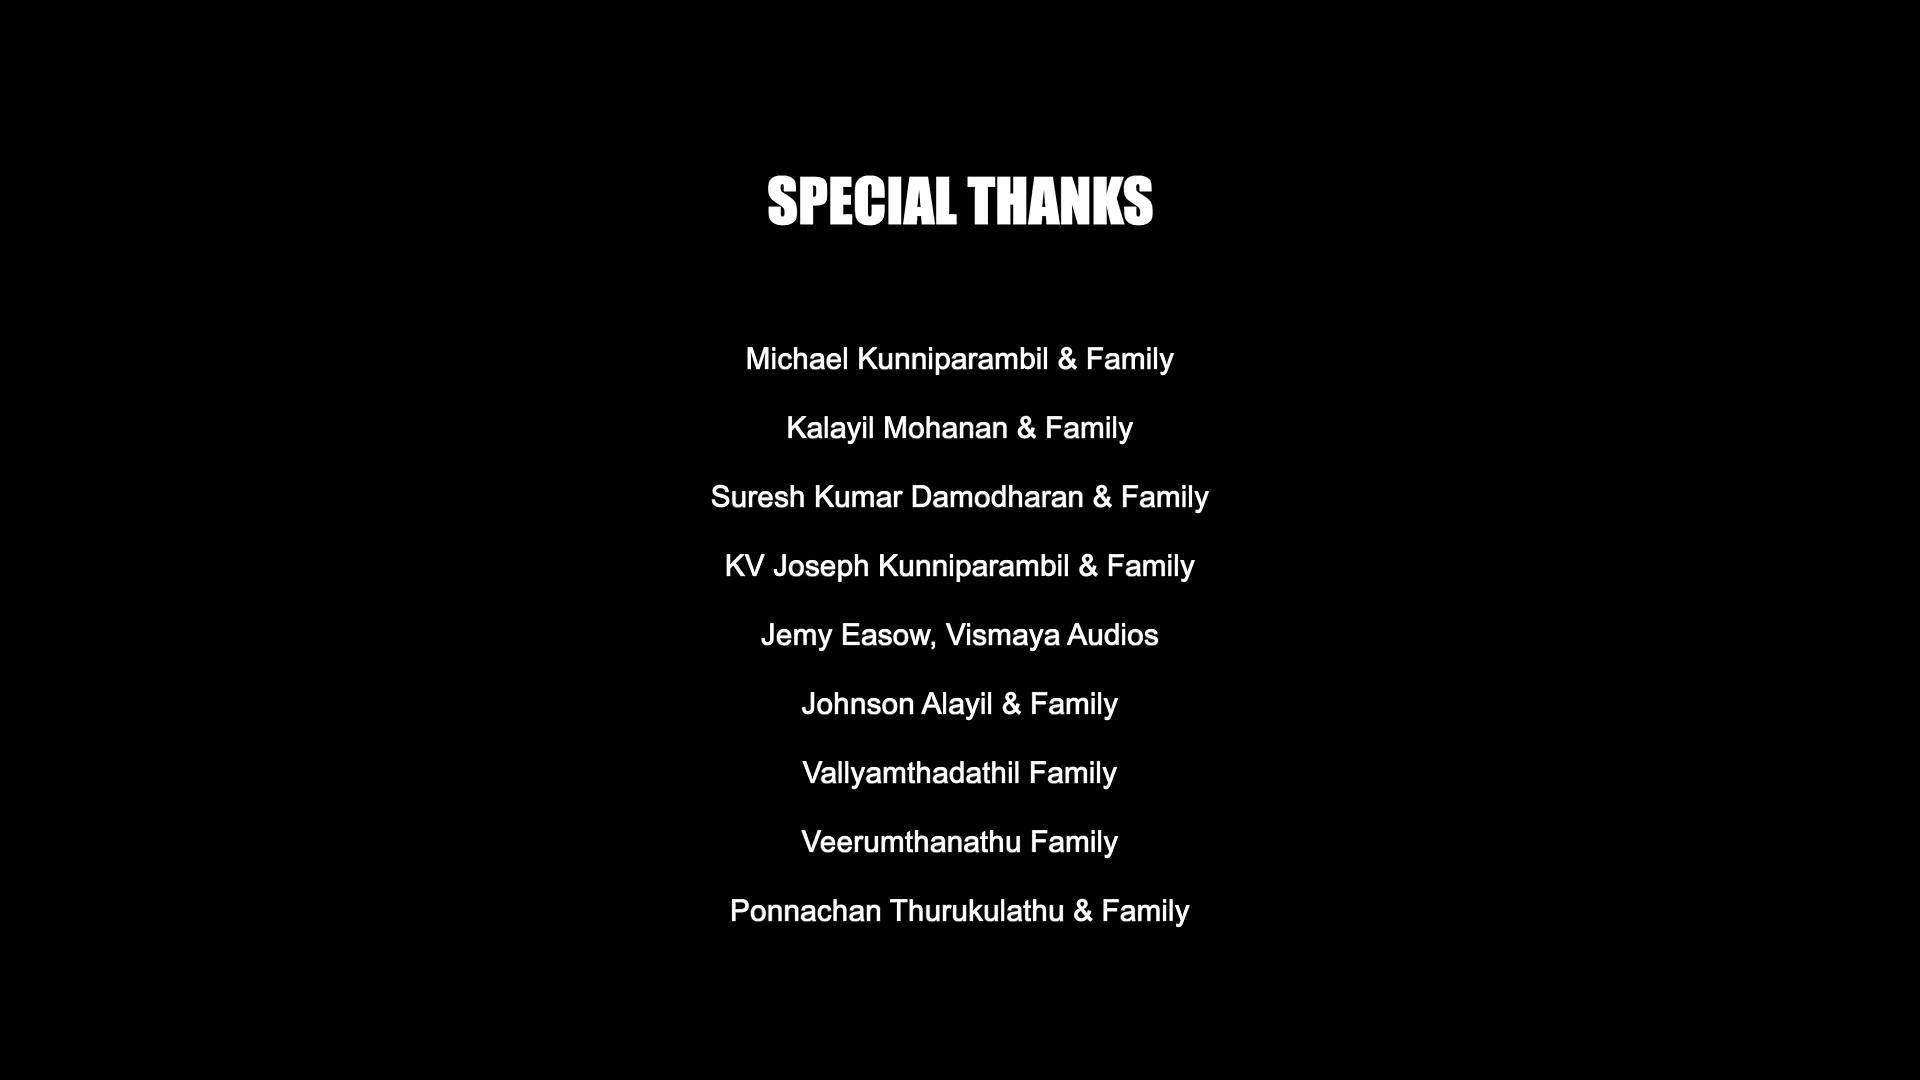 SPECIAL THANKS
Michael Kunniparambil & Family
Kalayil Mohanan & Family
Suresh Kumar Damodharan & Family
KV Joseph Kunniparambil & Family
Jemy Easow, Vismaya Audios
Johnson Alayil & Family
Vallyamthadathil Family
Veerumthanathu Family
Ponnachan Thurukulathu & Family